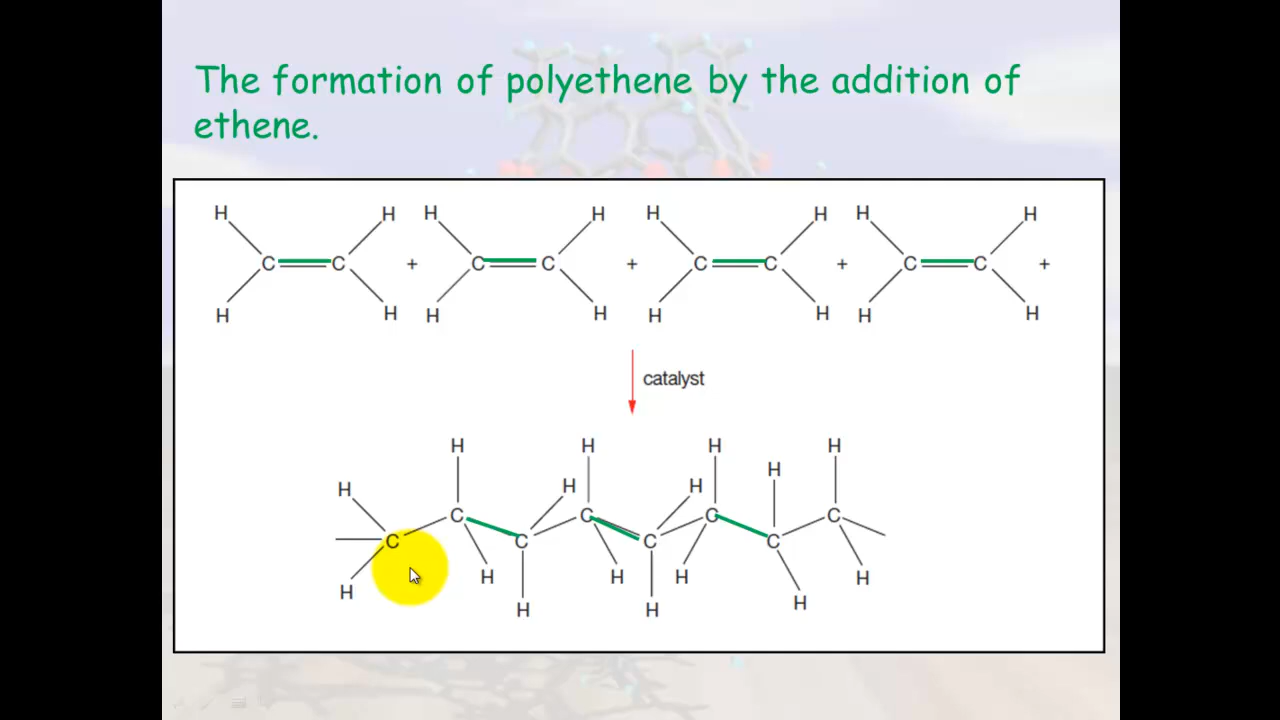 The formation of polyethene by the addition of
ethene.
H H H H H H H H
C C + C C + C C + C C +
H H H H H H H H
catalyst
H H H H
H
H H H
C C C C
C C C C
H H H H
H H
H H H